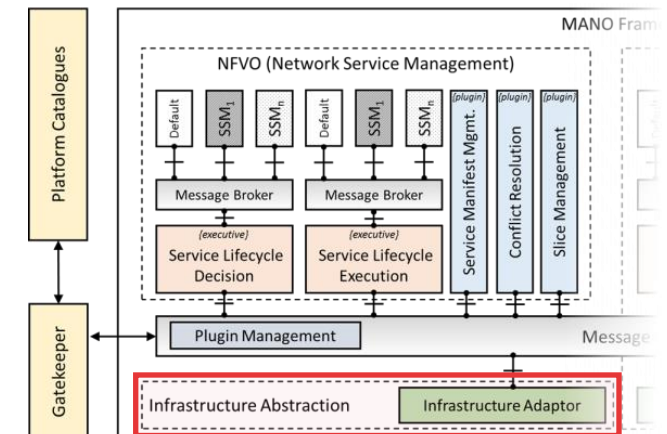 MANO Fram
Platform Catalogues
NFVO (Network Service Management)
Default
SSM1
SSMn
Default
SSM1
SSMn
{plugin}
Service Manifest Mgmt.
{plugin}
Conflict Resolution
{plugin}
Slice Management
Message Broker
Message Broker
{executive}
Service Lifecycle
Decision
{executive}
Service Lifecycle
Execution
Gatekeeper
Plugin Management
Message
Infrastructure Abstraction
Infrastructure Adaptor